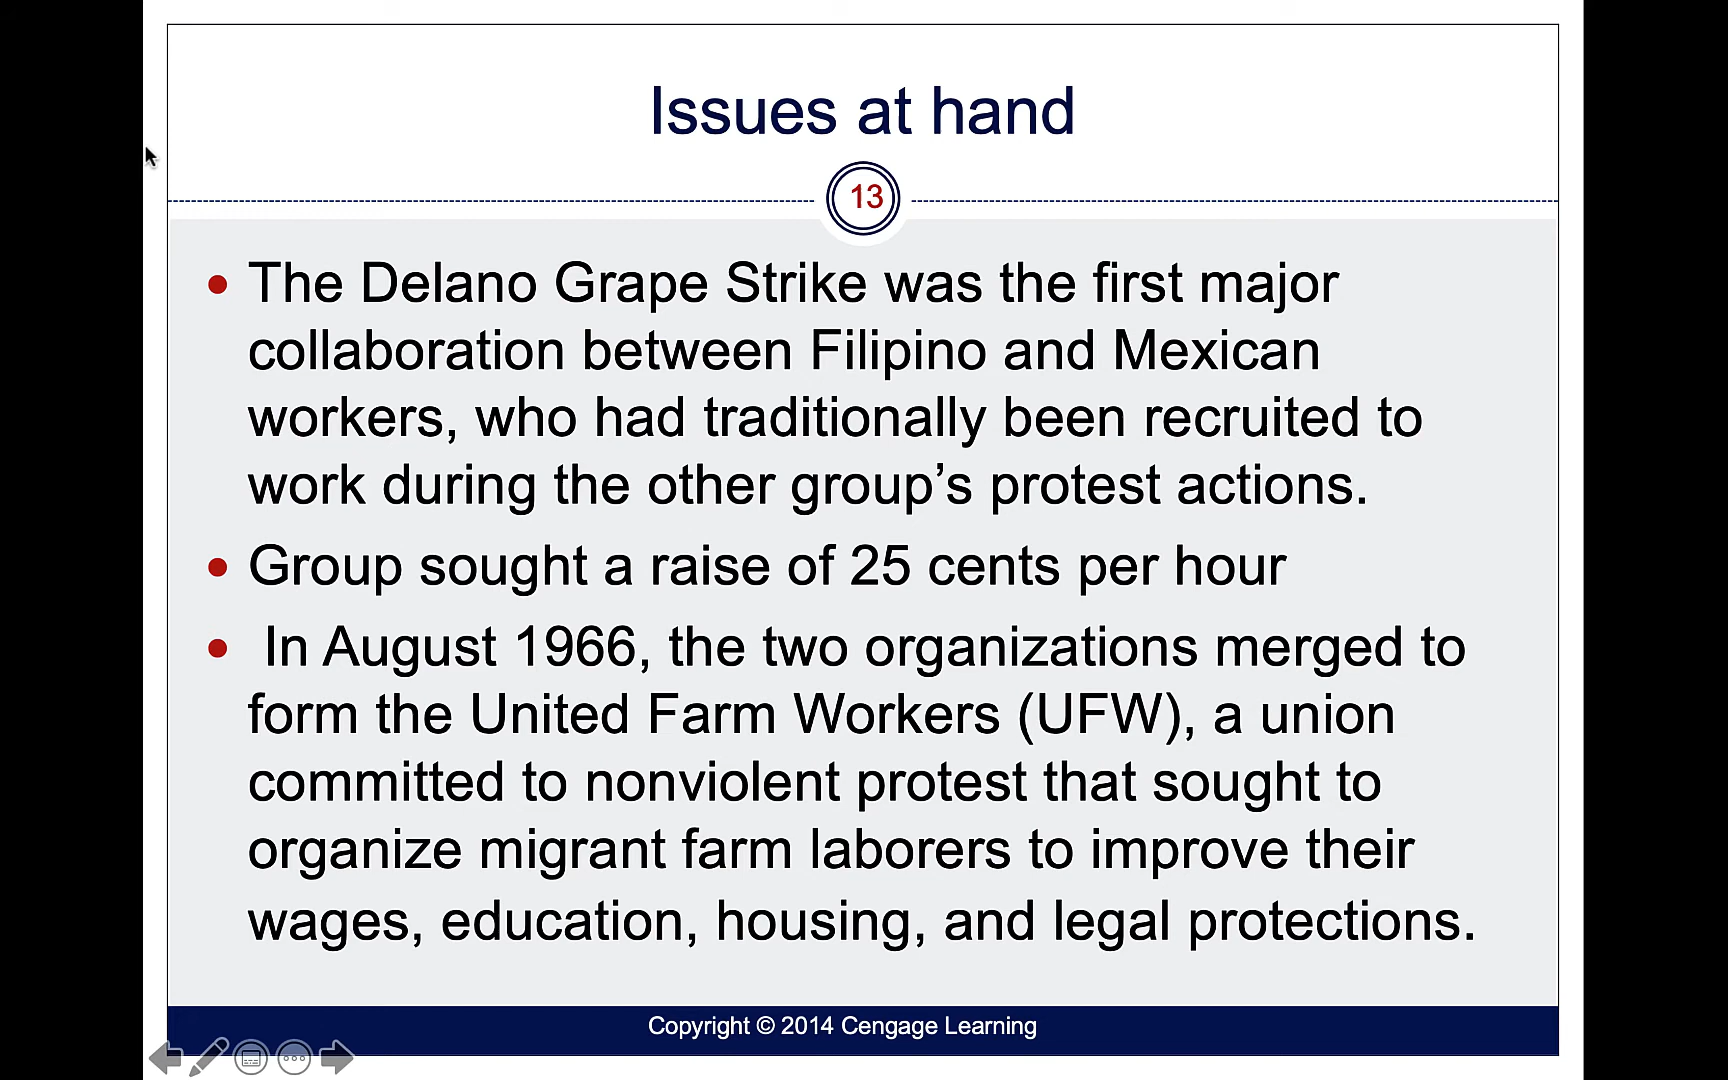 Issues at hand
13
• The Delano Grape Strike was the first major
collaboration between Filipino and Mexican
workers, who had traditionally been recruited to
work during the other group’s protest actions.
• Group sought a raise of 25 cents per hour
• In August 1966, the two organizations merged to
form the United Farm Workers (UFW), a union
committed to nonviolent protest that sought to
organize migrant farm laborers to improve their
wages, education, housing, and legal protections.
Copyright © 2014 Cengage Learning